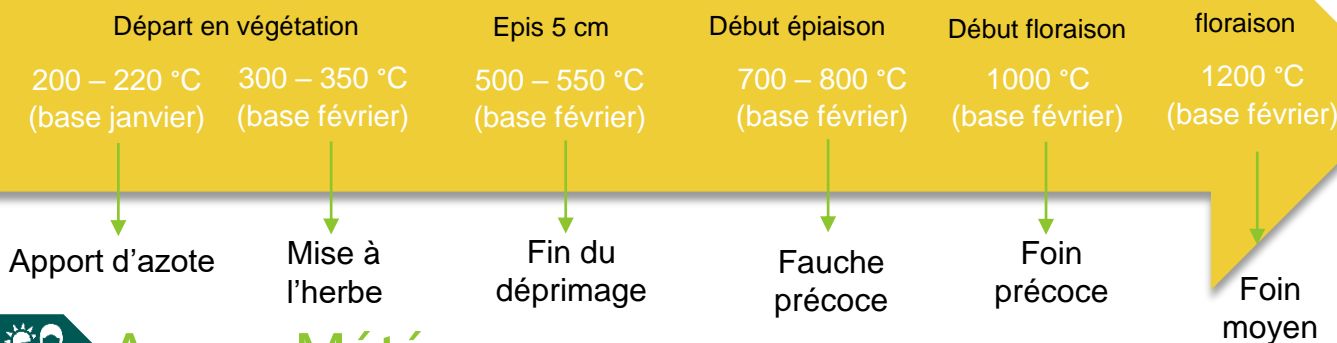 Départ en végétation Epis 5 cm Début épiaison Début floraison floraison
200 – 220 °C 300 – 350 °C 500 – 550 °C 700 – 800 °C 1000 °C 1200 °C
(base janvier) (base février) (base février) (base février) (base février) (base février)
Apport d'azote
Mise à
l'herbe
Fin du
déprimage
Fauche
précoce
Foin
précoce
Foin
moyen